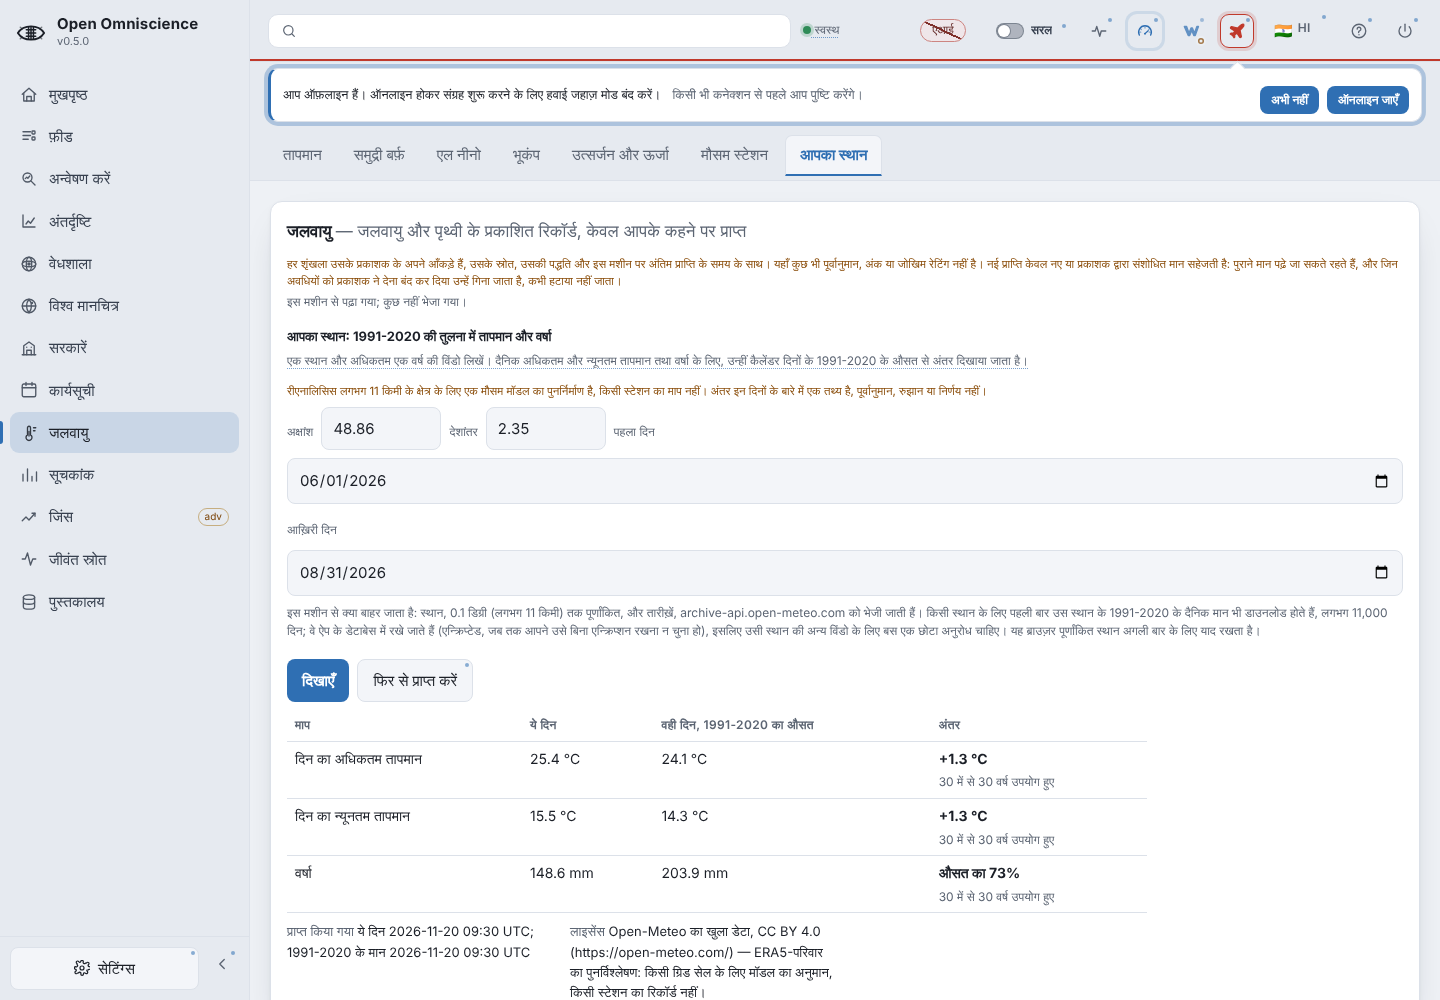 Open Omniscience
v0.5.0
स्वस्थ
एआई
सरल
W
🇮🇳 HI
आप ऑफ़लाइन हैं। ऑनलाइन होकर संग्रह शुरू करने के लिए हवाई जहाज़ मोड बंद करें। किसी भी कनेक्शन से पहले आप पुष्टि करेंगे।
अभी नहीं
ऑनलाइन जाएँ
मुखपृष्ठ
फ़ीड
अन्वेषण करें
अंतर्दृष्टि
वेधशाला
विश्व मानचित्र
सरकारें
कार्यसूची
जलवायु
सूचकांक
जिंस
adv
जीवंत स्रोत
पुस्तकालय
सेटिंग्स
तापमान
समुद्री बर्फ़
एल नीनो
भूकंप
उत्सर्जन और ऊर्जा
मौसम स्टेशन
आपका स्थान
जलवायु — जलवायु और पृथ्वी के प्रकाशित रिकॉर्ड, केवल आपके कहने पर प्राप्त
हर शृंखला उसके प्रकाशक के अपने आँकड़े हैं, उसके स्रोत, उसकी पद्धति और इस मशीन पर अंतिम प्राप्ति के समय के साथ। यहाँ कुछ भी पूर्वानुमान, अंक या जोखिम रेटिंग नहीं है। नई प्राप्ति केवल नए या प्रकाशक द्वारा संशोधित मान सहेजती है: पुराने मान पढ़े जा सकते रहते हैं, और जिन
अवधियों को प्रकाशक ने देना बंद कर दिया उन्हें गिना जाता है, कभी हटाया नहीं जाता।
इस मशीन से पढ़ा गया; कुछ नहीं भेजा गया।
आपका स्थान: 1991-2020 की तुलना में तापमान और वर्षा
एक स्थान और अधिकतम एक वर्ष की विंडो लिखें। दैनिक अधिकतम और न्यूनतम तापमान तथा वर्षा के लिए, उन्हीं कैलेंडर दिनों के 1991-2020 के औसत से अंतर दिखाया जाता है।
रीएनालिसिस लगभग 11 किमी के क्षेत्र के लिए एक मौसम मॉडल का पुनर्निर्माण है, किसी स्टेशन का माप नहीं। अंतर इन दिनों के बारे में एक तथ्य है, पूर्वानुमान, रुझान या निर्णय नहीं।
अक्षांश 48.86 देशांतर 2.35 पहला दिन
06/01/2026
आख़िरी दिन
08/31/2026
इस मशीन से क्या बाहर जाता है: स्थान, 0.1 डिग्री (लगभग 11 किमी) तक पूर्णांकित, और तारीख़ें, archive-api.open-meteo.com को भेजी जाती हैं। किसी स्थान के लिए पहली बार उस स्थान के 1991-2020 के दैनिक मान भी डाउनलोड होते हैं, लगभग 11,000
दिन; वे ऐप के डेटाबेस में रखे जाते हैं (एन्क्रिप्टेड, जब तक आपने उसे बिना एन्क्रिप्शन रखना न चुना हो), इसलिए उसी स्थान की अन्य विंडो के लिए बस एक छोटा अनुरोध चाहिए। यह ब्राउज़र पूर्णांकित स्थान अगली बार के लिए याद रखता है।
दिखाएँ
फिर से प्राप्त करें
माप ये दिन वही दिन, 1991-2020 का औसत अंतर
दिन का अधिकतम तापमान 25.4 °C 24.1 °C +1.3 °C
30 में से 30 वर्ष उपयोग हुए
दिन का न्यूनतम तापमान 15.5 °C 14.3 °C +1.3 °C
30 में से 30 वर्ष उपयोग हुए
वर्षा 148.6 mm 203.9 mm औसत का 73%
30 में से 30 वर्ष उपयोग हुए
प्राप्त किया गया ये दिन 2026-11-20 09:30 UTC;
1991-2020 के मान 2026-11-20 09:30 UTC
लाइसेंस Open-Meteo का खुला डेटा, CC BY 4.0
(https://open-meteo.com/) — ERA5-परिवार
का पुनर्विश्लेषण: किसी ग्रिड सेल के लिए मॉडल का अनुमान,
किसी स्टेशन का रिकॉर्ड नहीं।